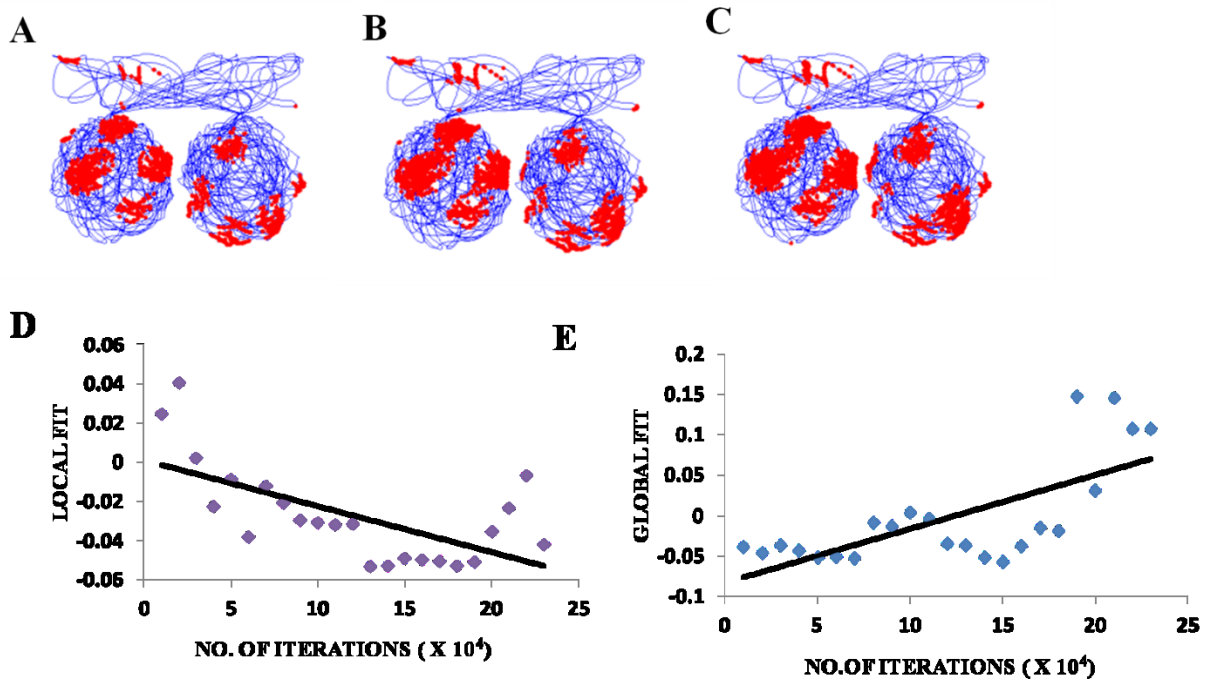 A
B
C
D
LOCAL FIT
0.06
0.04
0.02
0
-0.02
-0.04
-0.06
0
5
10
15
20
25
NO. OF ITERATIONS ( X 10⁴)
E
GLOBAL FIT
0.2
0.15
0.1
0.05
0
-0.05
-0.1
0
5
10
15
20
25
NO.OF ITERATIONS ( X 10⁴)